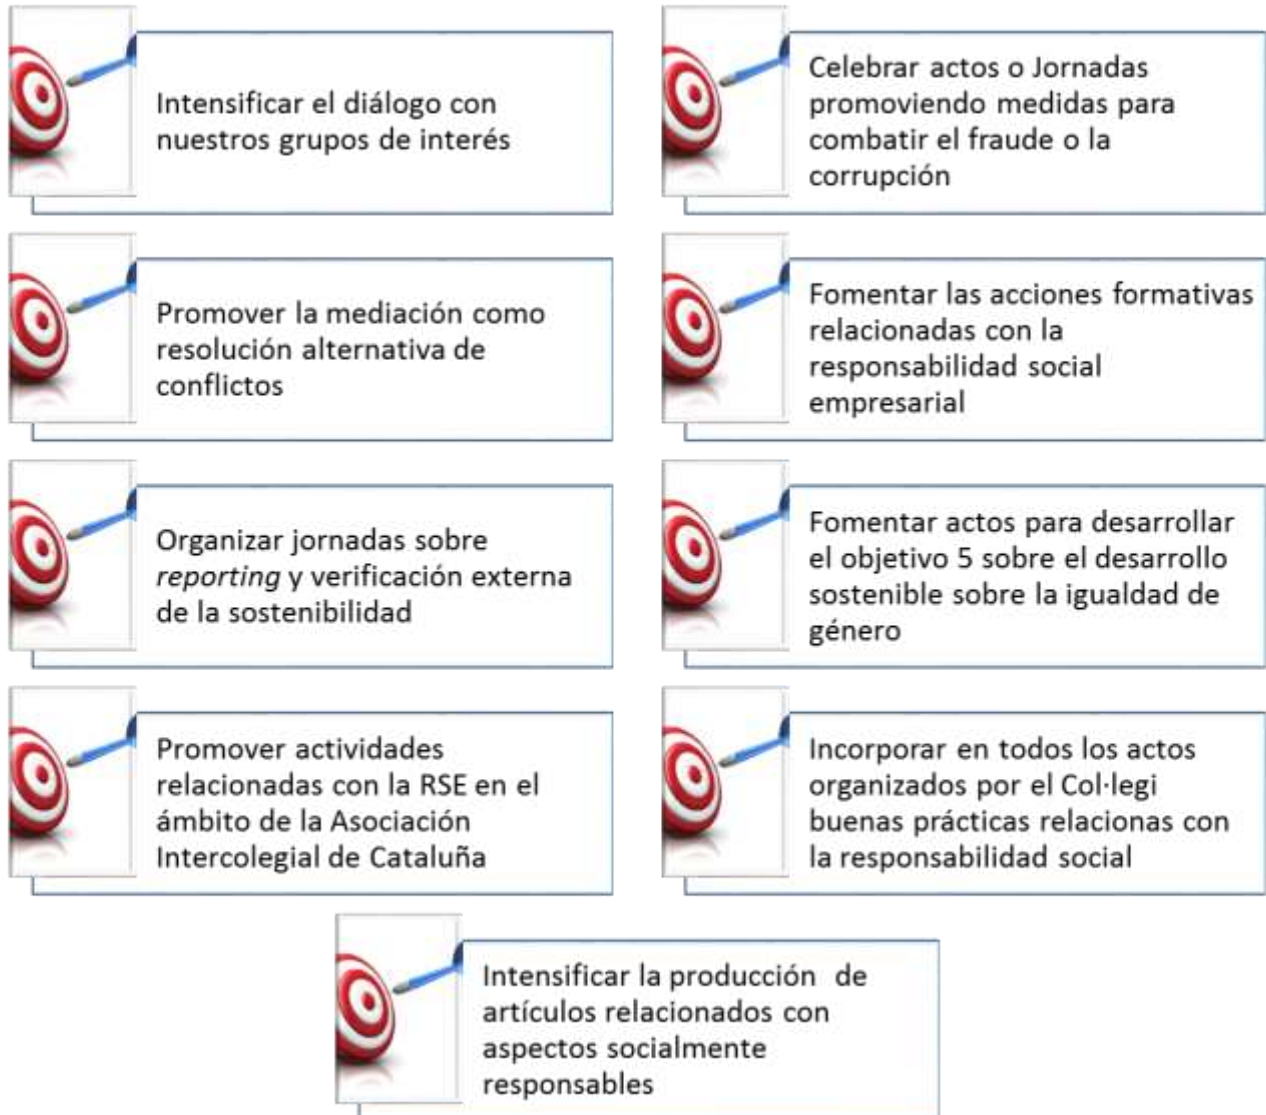 Intensificar el diálogo con
nuestros grupos de interés
Celebrar actos o Jornadas
promoviendo medidas para
combatir el fraude o la
corrupción
Promover la mediación como
resolución alternativa de
conflictos
Fomentar las acciones formativas
relacionadas con la
responsabilidad social
empresarial
Organizar jornadas sobre
reporting y verificación externa
de la sostenibilidad
Fomentar actos para desarrollar
el objetivo 5 sobre el desarrollo
sostenible sobre la igualdad de
género
Promover actividades
relacionadas con la RSE en el
ámbito de la Asociación
Intercolegial de Cataluña
Incorporar en todos los actos
organizados por el Col·legi
buenas prácticas relacionas con
la responsabilidad social
Intensificar la producción  de
artículos relacionados con
aspectos socialmente
responsables